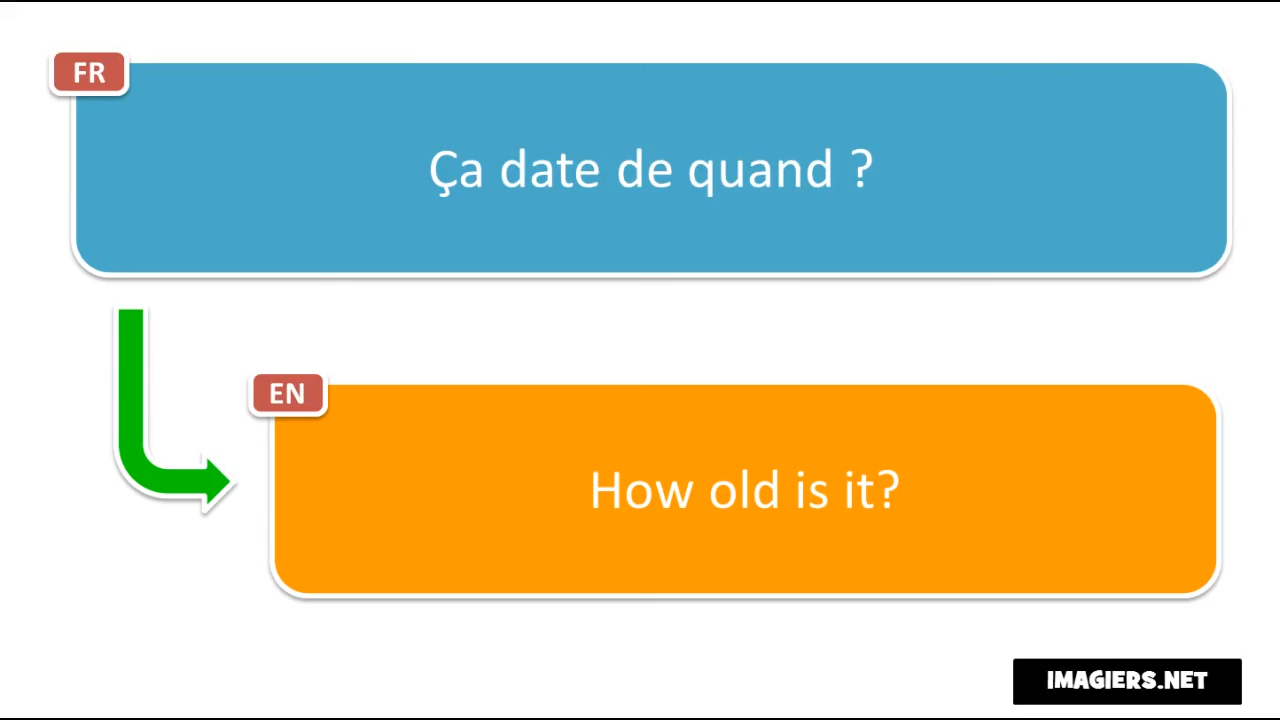 FR
Ça date de quand ?
EN
How old is it?
IMAGIERS.NET